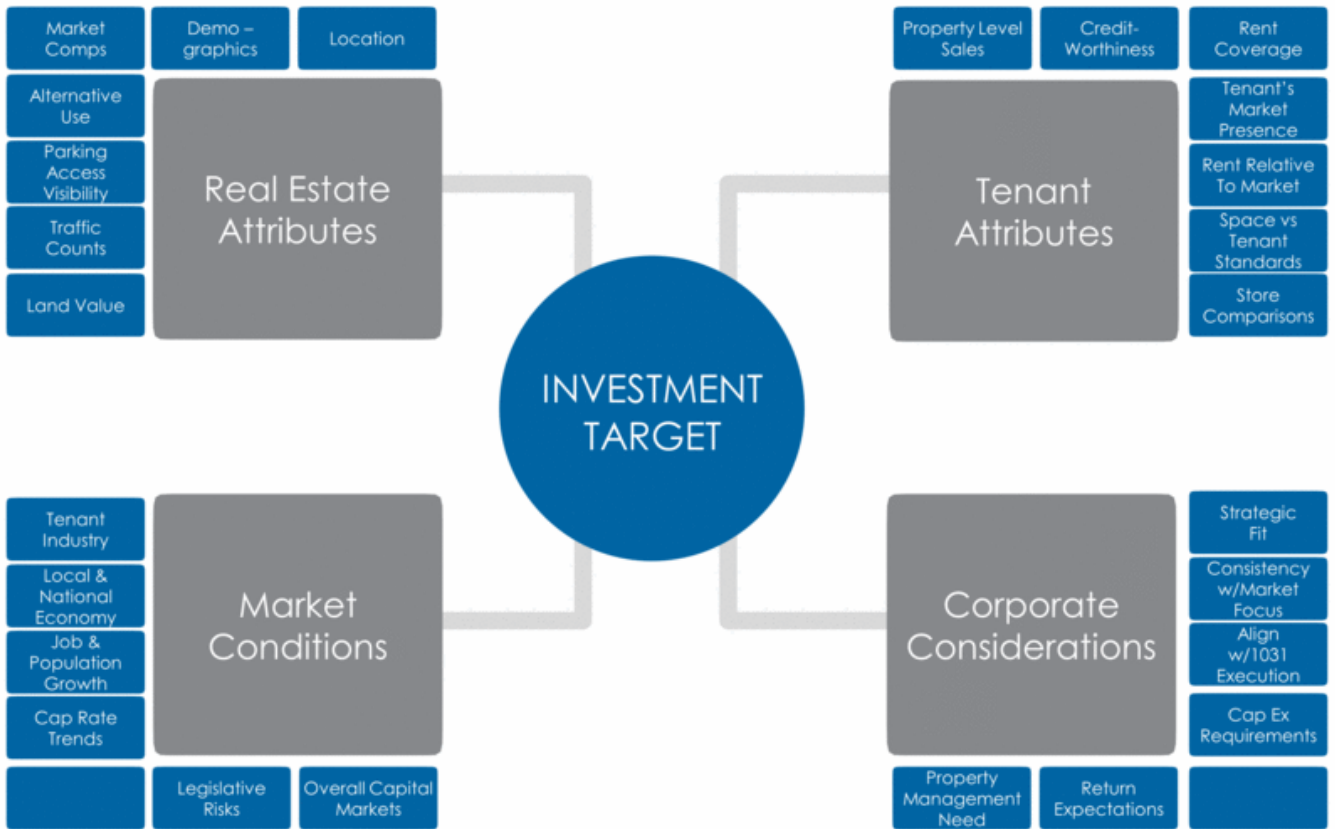 Market
Comps
Demo –
graphics
Location
Alternative
Use
Parking
Access
Visibility
Traffic
Counts
Land Value
Real Estate
Attributes
Property Level
Sales
Credit-
Worthiness
Rent
Coverage
Tenant's
Market
Presence
Rent Relative
To Market
Space vs
Tenant
Standards
Store
Comparisons
Tenant
Attributes
INVESTMENT
TARGET
Tenant
Industry
Local &
National
Economy
Job &
Population
Growth
Cap Rate
Trends
Legislative
Risks
Overall Capital
Markets
Market
Conditions
Corporate
Considerations
Strategic
Fit
Consistency
w/Market
Focus
Align
w/1031
Execution
Cap Ex
Requirements
Property
Management
Need
Return
Expectations